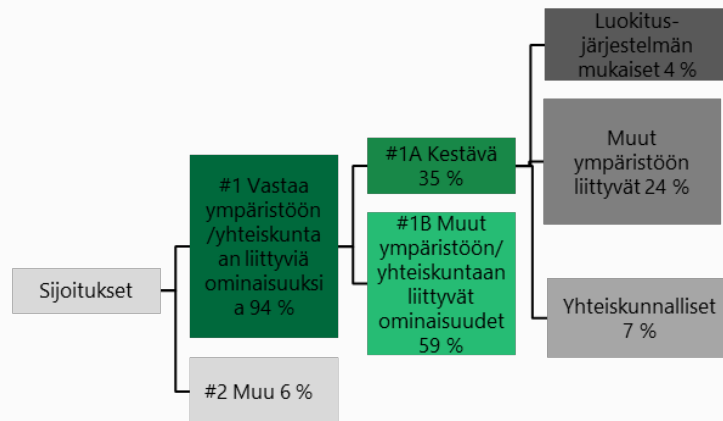 Sijoitukset
#1 Vastaa
ympäristöön
/yhteiskunta
an liittyviä
ominaisuuksi
a 94 %
#2 Muu 6 %
#1A Kestävä
35 %
#1B Muut
ympäristöön/
yhteiskuntaan
liittyvät
ominaisuudet
59 %
Luokitus-
järjestelmän
mukaiset 4 %
Muut
ympäristöön
liittyvät 24 %
Yhteiskunnalliset
7 %